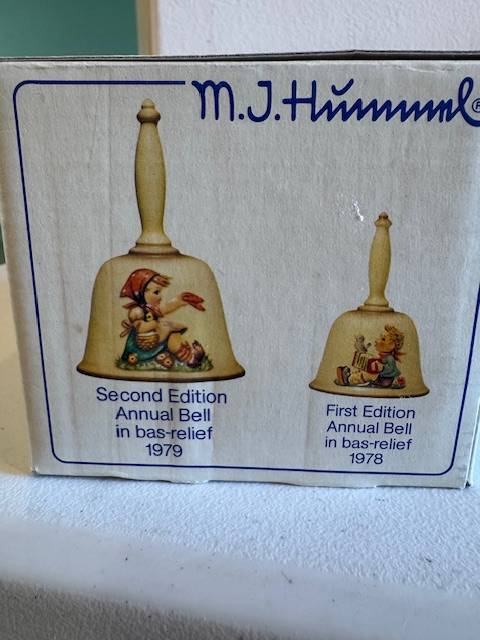 M.J.Hummel®
Second Edition
Annual Bell
in bas-relief
1979
First Edition
Annual Bell
in bas-relief
1978